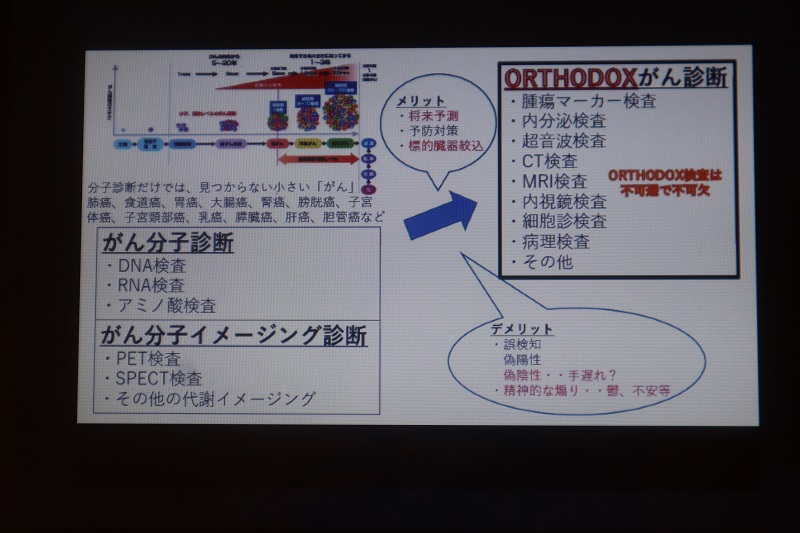 5~20年
1~3年
分子診断だけでは、見つからない小さい「がん」
肺癌、食道癌、胃癌、大腸癌、腎癌、膀胱癌、子宮
体癌、子宮頸部癌、乳癌、膵臓癌、肝癌、胆管癌など
がん分子診断
・DNA検査
・RNA検査
・アミノ酸検査
がん分子イメージング診断
・PET検査
・SPECT検査
・その他の代謝イメージング
メリット
・将来予測
・予防対策
・標的臓器絞込
ORTHODOXがん診断
・腫瘍マーカー検査
・内分泌検査
・超音波検査
・CT検査
・MRI検査
・内視鏡検査
・細胞診検査
・病理検査
・その他
ORTHODOX検査は
不可避で不可欠
デメリット
・誤検知
偽陽性
偽陰性・・手遅れ？
・精神的な煽り・・鬱、不安等